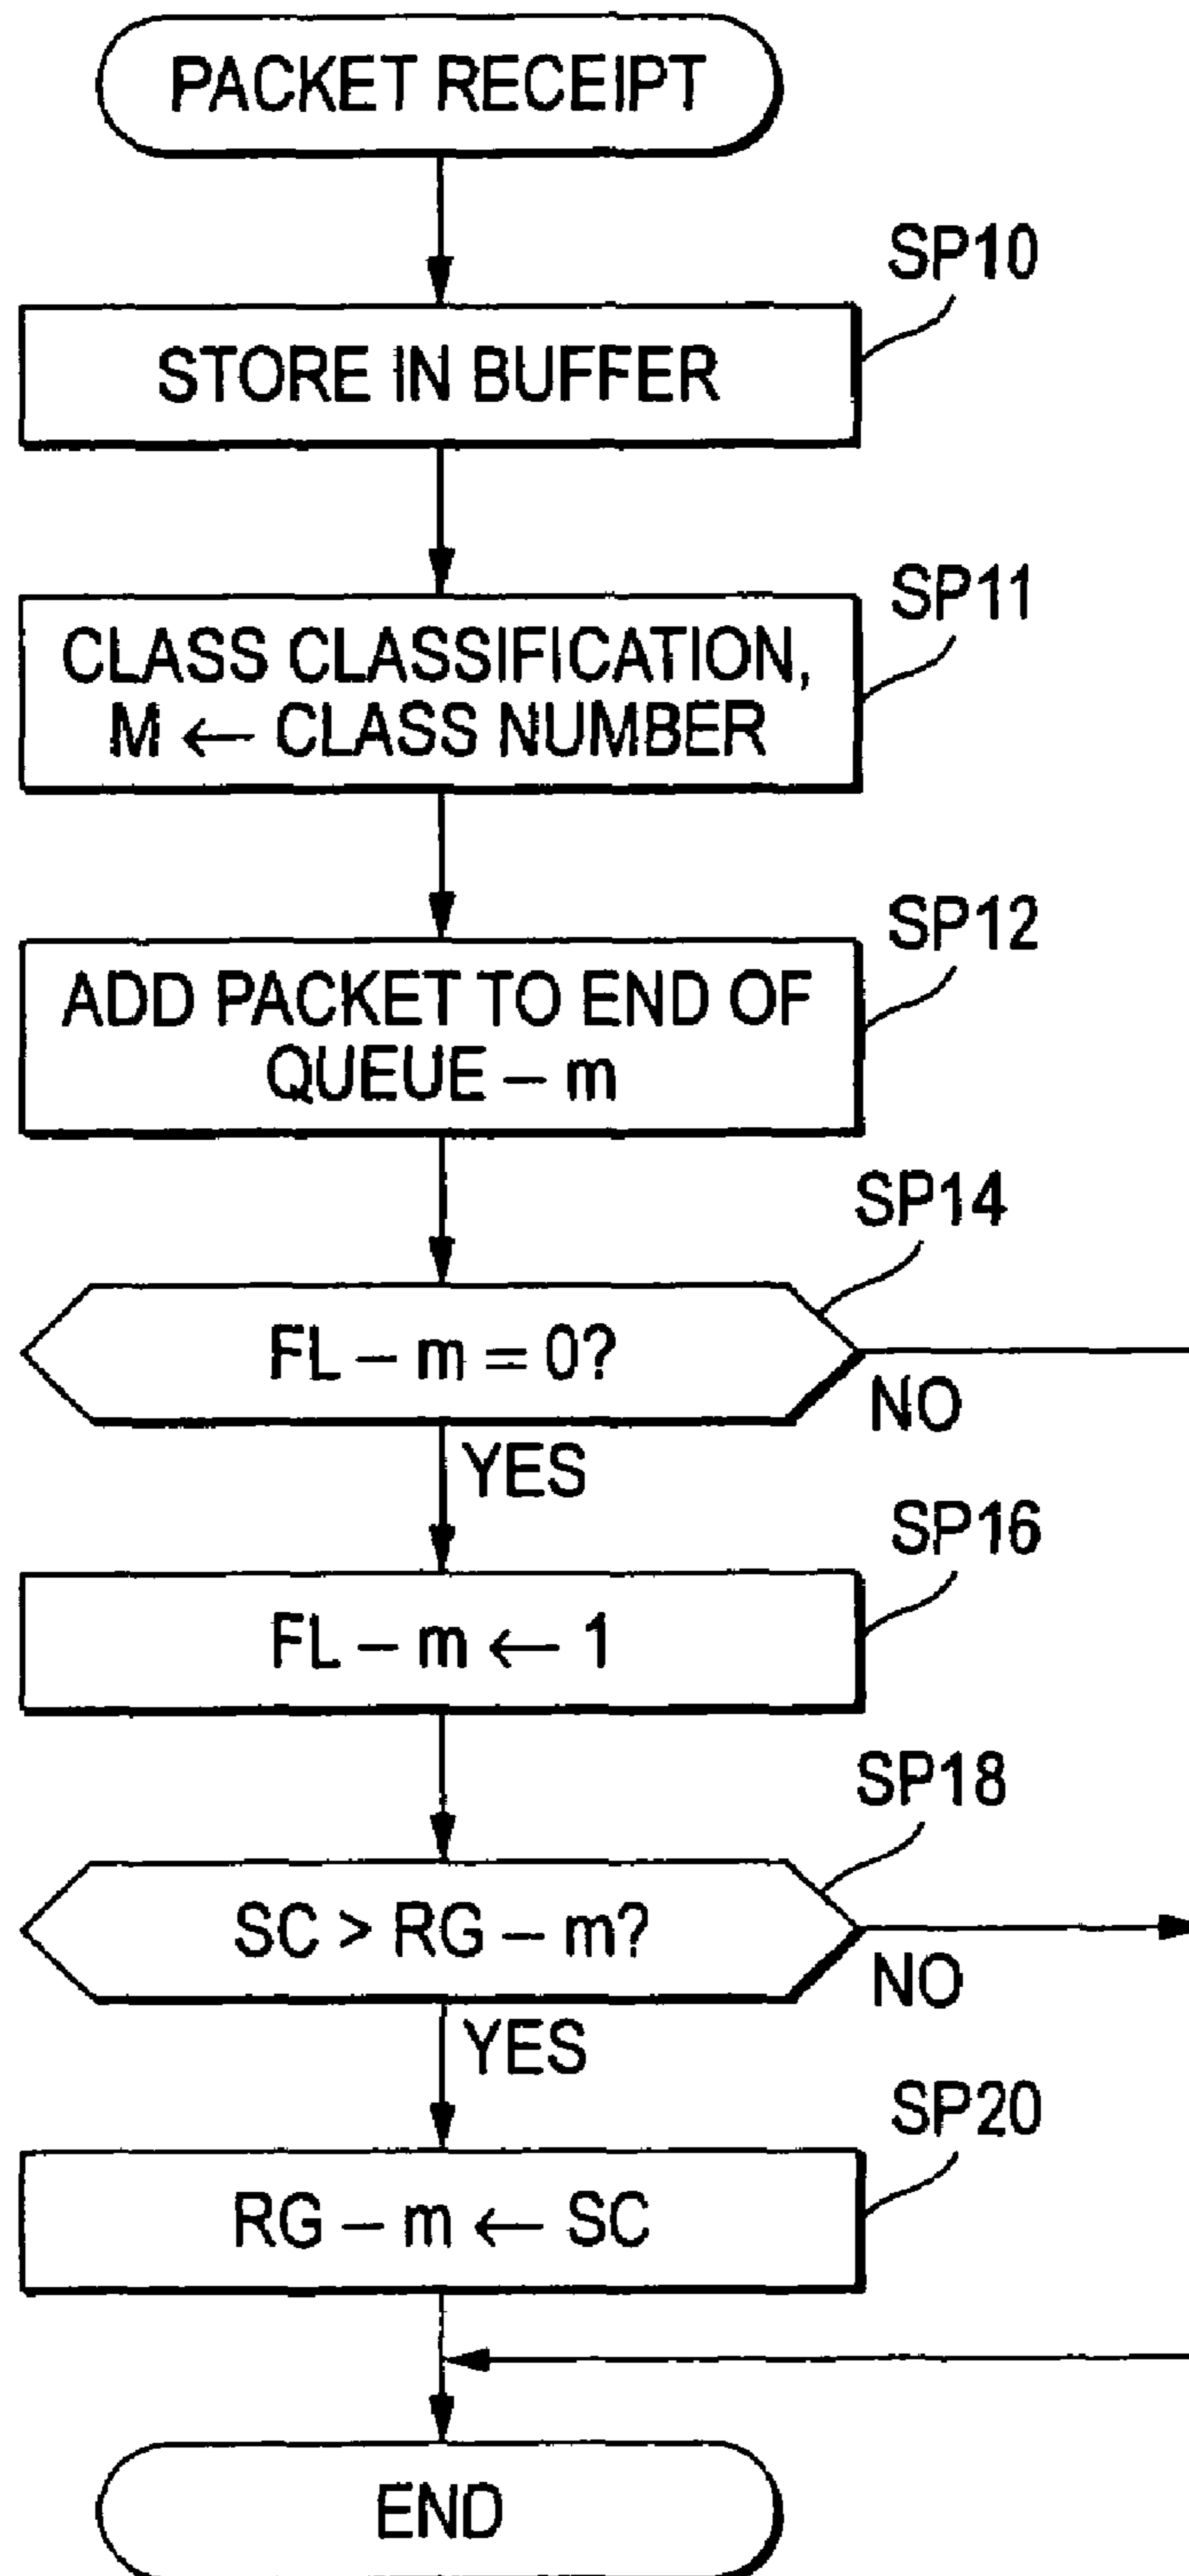 PACKET RECEIPT
SP10
STORE IN BUFFER
SP11
CLASS CLASSIFICATION,
M ← CLASS NUMBER
SP12
ADD PACKET TO END OF
QUEUE – m
SP14
FL – m = 0?
NO
YES
SP16
FL – m ← 1
SP18
SC > RG – m?
NO
YES
SP20
RG – m ← SC
END